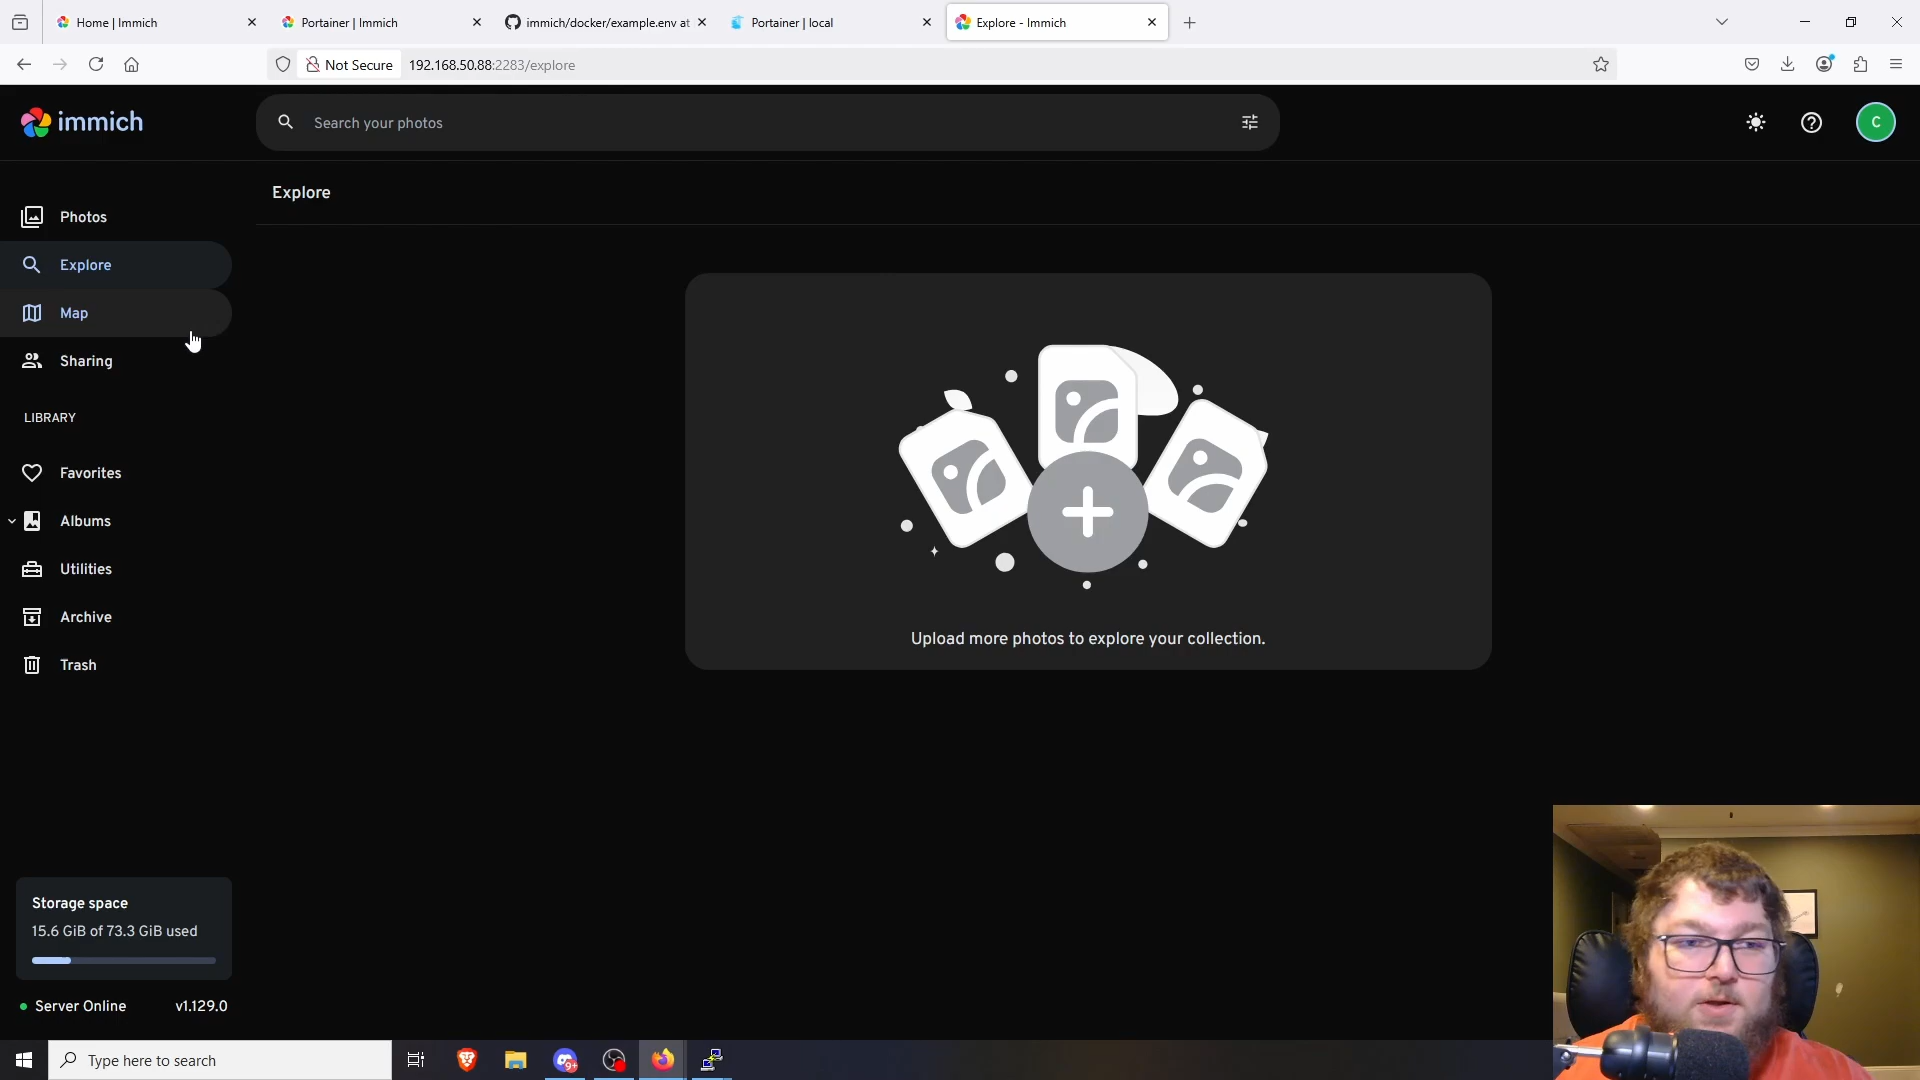 Home | Immich
Portainer | Immich
immich/docker/example.env at
Portainer | local
Explore - Immich
Not Secure
192.168.50.88:2283/explore
immich
Search your photos
C
Explore
Photos
Explore
Map
Sharing
LIBRARY
Favorites
Albums
Utilities
Archive
Trash
Upload more photos to explore your collection.
Storage space
15.6 GiB of 73.3 GiB used
Server Online
v1.129.0
Type here to search
9+